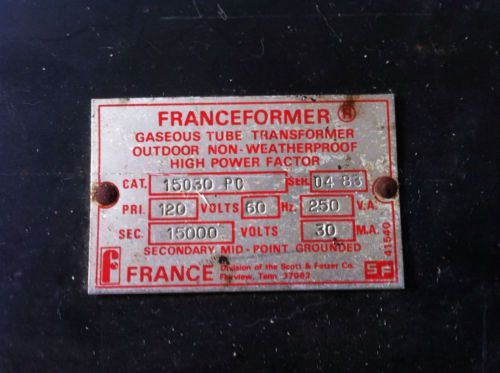 FRANCEFORMER ®
GASEOUS TUBE TRANSFORMER
OUTDOOR NON-WEATHERPROOF
HIGH POWER FACTOR
CAT. 15030 PO SER. 04 83
PRI. 120 VOLTS 60 Hz. 250 V.A.
SEC. 15000 VOLTS 30 M.A.
SECONDARY MID-POINT GROUNDED
F FRANCE Division of the Scott & Fetzer Co.
Fairview, Tenn. 37062
SF
41540